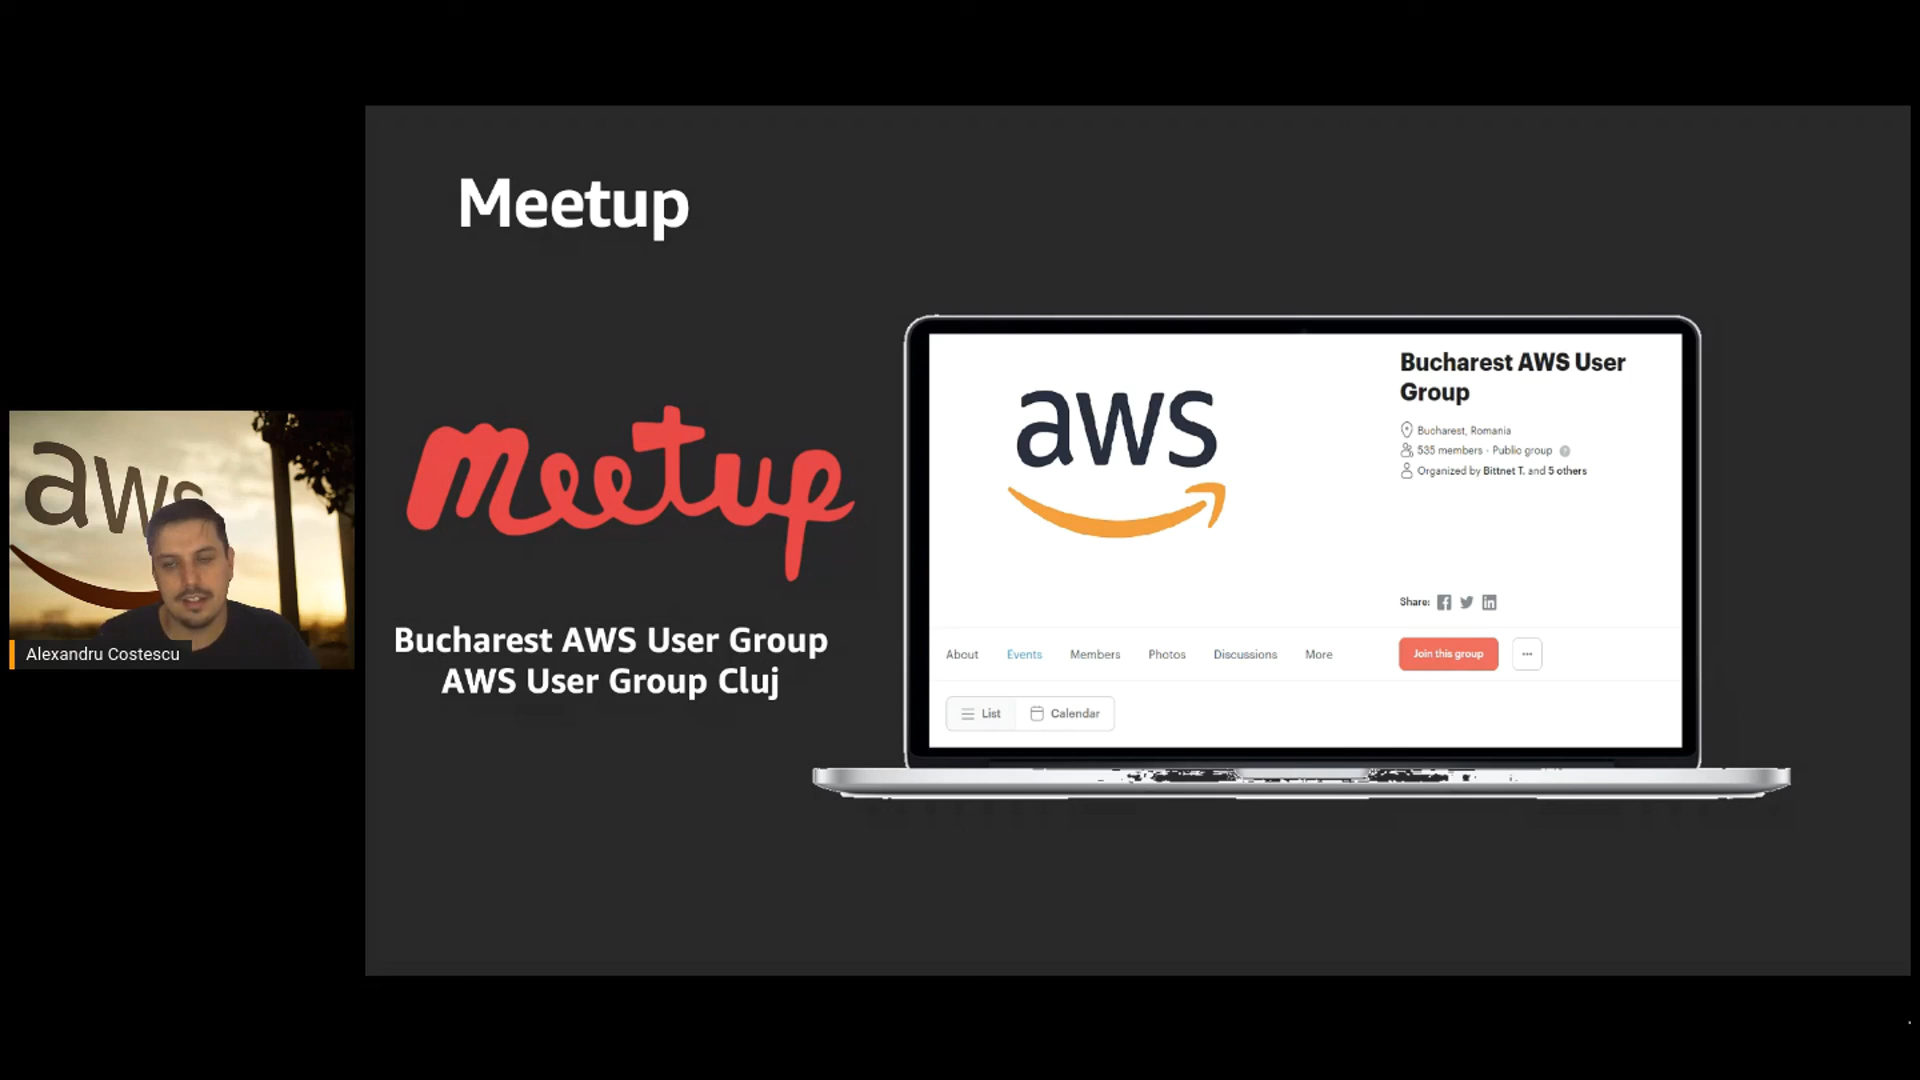 Meetup
meetup
Bucharest AWS User Group
AWS User Group Cluj
aws
Bucharest AWS User
Group
Bucharest, Romania
535 members · Public group
Organized by Bittnet T. and 5 others
Share:
About Events Members Photos Discussions More Join this group ...
List Calendar
aws
Alexandru Costescu